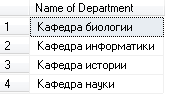 Name of Department
1 Кафедра биологии
2 Кафедра информатики
3 Кафедра истории
4 Кафедра науки